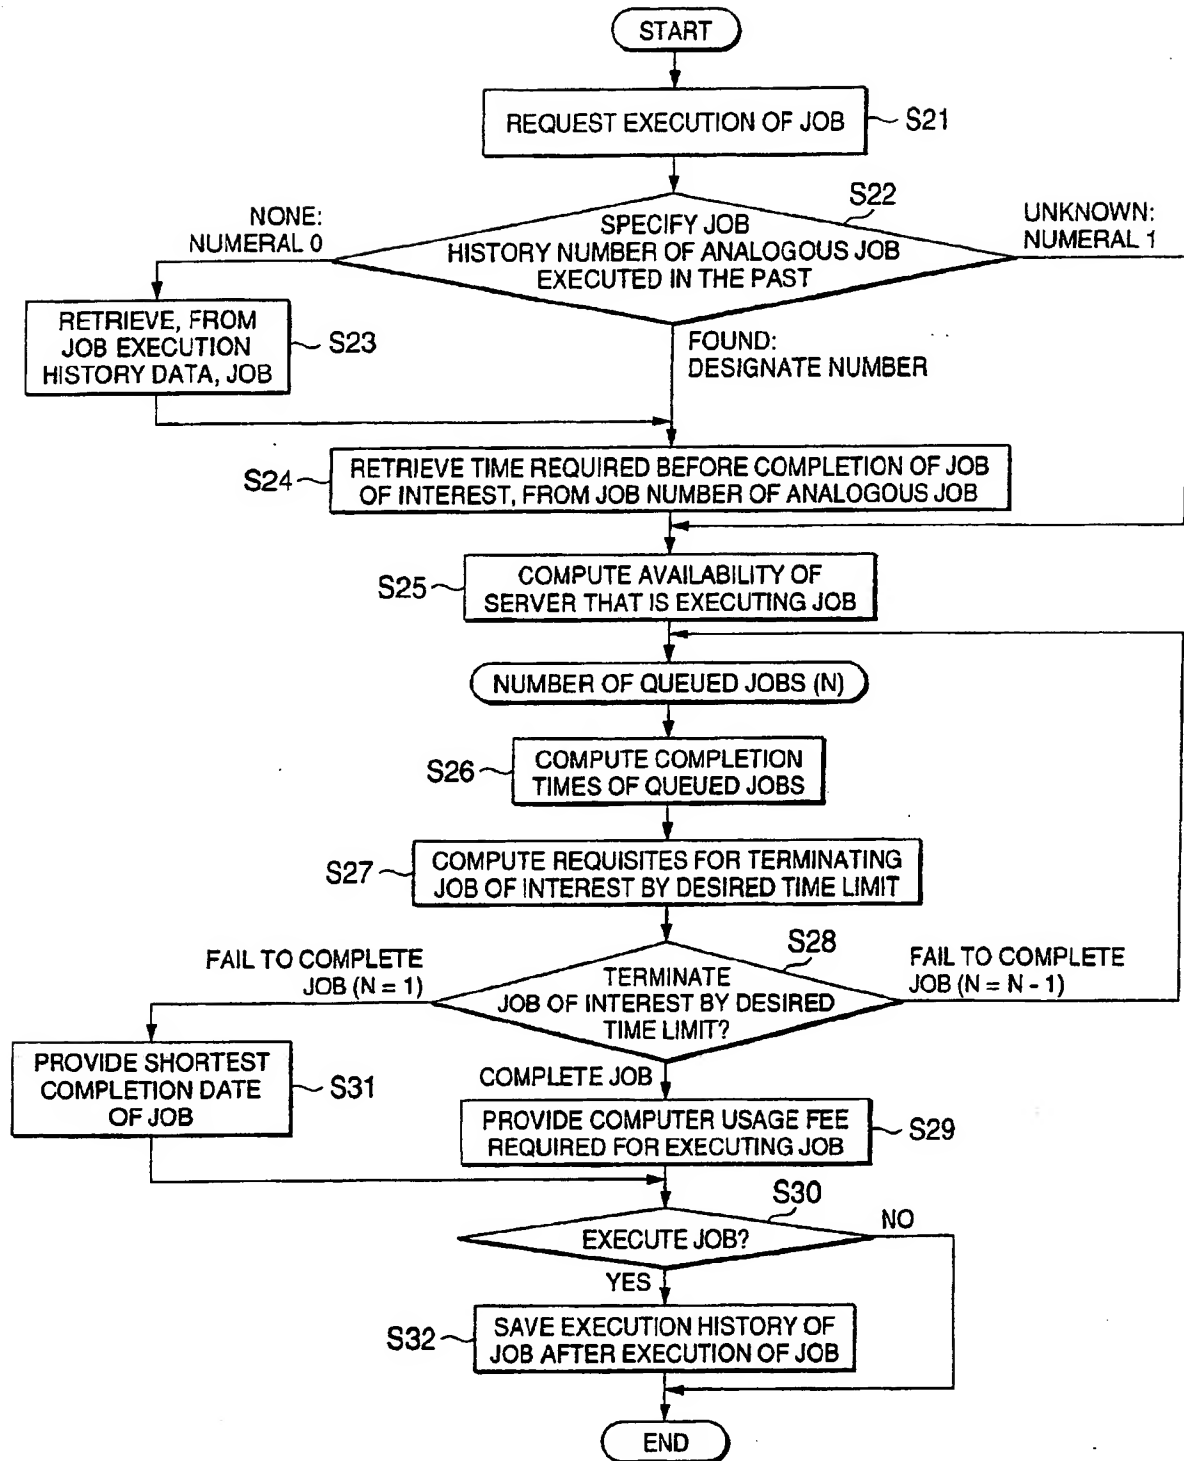 START
REQUEST EXECUTION OF JOB
S21
S22
NONE:
NUMERAL 0
SPECIFY JOB
HISTORY NUMBER OF ANALOGOUS JOB
EXECUTED IN THE PAST
UNKNOWN:
NUMERAL 1
RETRIEVE, FROM
JOB EXECUTION
HISTORY DATA, JOB
S23
FOUND:
DESIGNATE NUMBER
S24
RETRIEVE TIME REQUIRED BEFORE COMPLETION OF JOB
OF INTEREST, FROM JOB NUMBER OF ANALOGOUS JOB
S25
COMPUTE AVAILABILITY OF
SERVER THAT IS EXECUTING JOB
NUMBER OF QUEUED JOBS (N)
S26
COMPUTE COMPLETION
TIMES OF QUEUED JOBS
S27
COMPUTE REQUISITES FOR TERMINATING
JOB OF INTEREST BY DESIRED TIME LIMIT
S28
FAIL TO COMPLETE
JOB (N = 1)
TERMINATE
JOB OF INTEREST BY DESIRED
TIME LIMIT?
FAIL TO COMPLETE
JOB (N = N - 1)
PROVIDE SHORTEST
COMPLETION DATE
OF JOB
S31
COMPLETE JOB
PROVIDE COMPUTER USAGE FEE
REQUIRED FOR EXECUTING JOB
S29
S30
EXECUTE JOB?
NO
YES
S32
SAVE EXECUTION HISTORY OF
JOB AFTER EXECUTION OF JOB
END